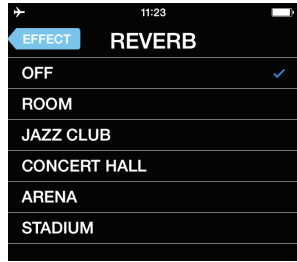 11:23
EFFECT
REVERB
OFF
ROOM
JAZZ CLUB
CONCERT HALL
ARENA
STADIUM